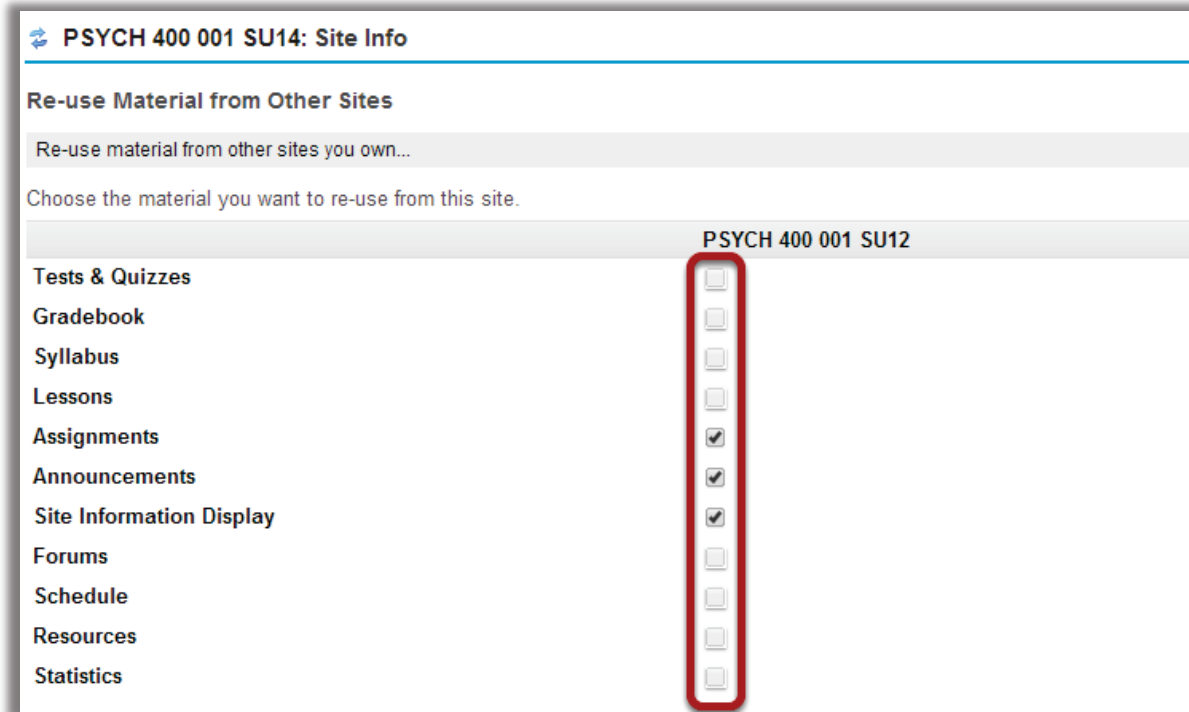 PSYCH 400 001 SU14: Site Info
Re-use Material from Other Sites
Re-use material from other sites you own...
Choose the material you want to re-use from this site.
PSYCH 400 001 SU12
Tests & Quizzes
Gradebook
Syllabus
Lessons
Assignments
Announcements
Site Information Display
Forums
Schedule
Resources
Statistics